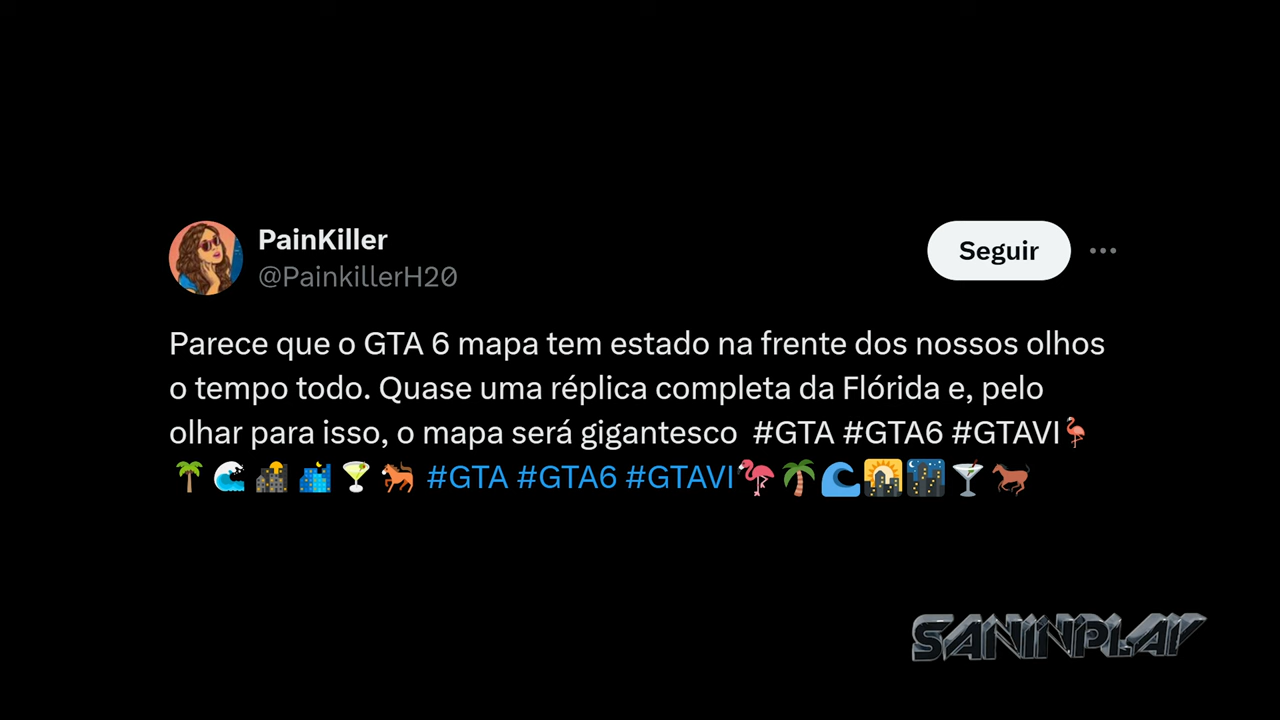 PainKiller
@PainkillerH20
Seguir
Parece que o GTA 6 mapa tem estado na frente dos nossos olhos
o tempo todo. Quase uma réplica completa da Flórida e, pelo
olhar para isso, o mapa será gigantesco #GTA #GTA6 #GTAVI🦩
🌴🌊🌇🌃🍸🐎 #GTA #GTA6 #GTAVI🦩🌴🌊🌇🌃🍸🐎
SANINPLAY